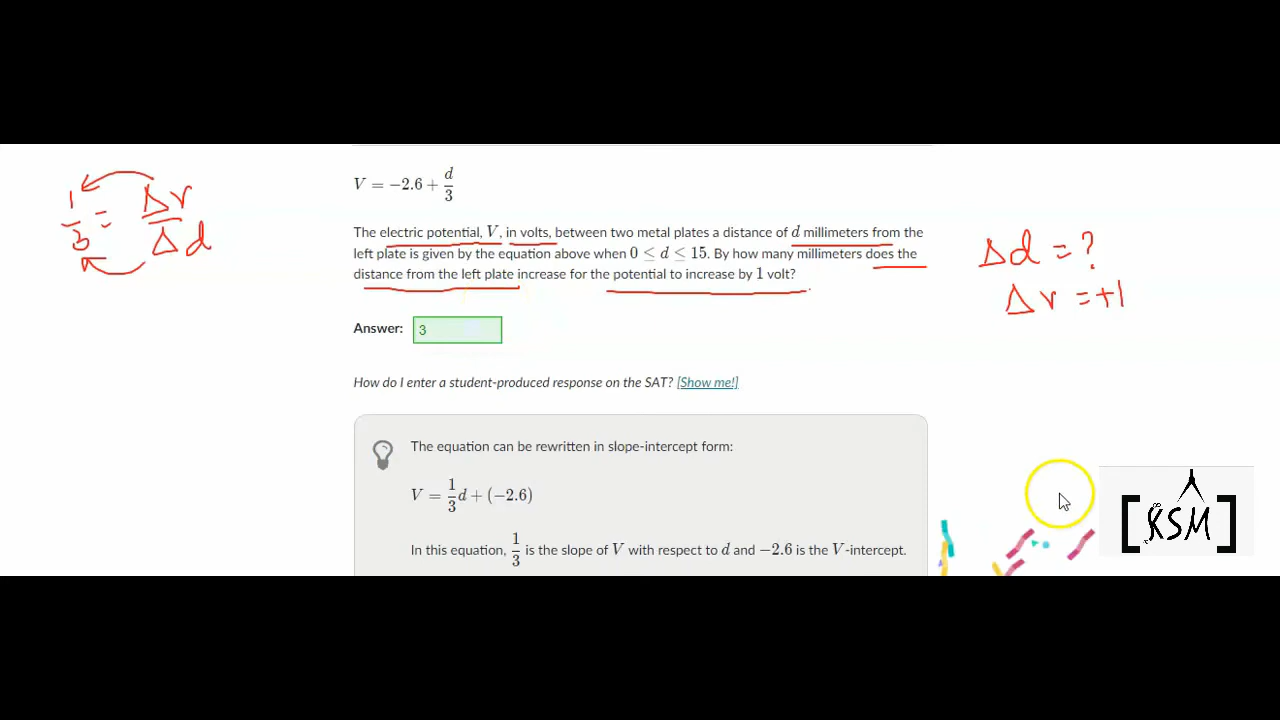 V = −2.6 + d/3
The electric potential, V, in volts, between two metal plates a distance of d millimeters from the
left plate is given by the equation above when 0 ≤ d ≤ 15. By how many millimeters does the
distance from the left plate increase for the potential to increase by 1 volt?
1/3 = Δv/Δd
Δd = ?
Δv = +1
Answer: 3
How do I enter a student-produced response on the SAT? [Show me!]
The equation can be rewritten in slope-intercept form:
V = 1/3 d + (−2.6)
In this equation, 1/3 is the slope of V with respect to d and −2.6 is the V-intercept.
[KSM]